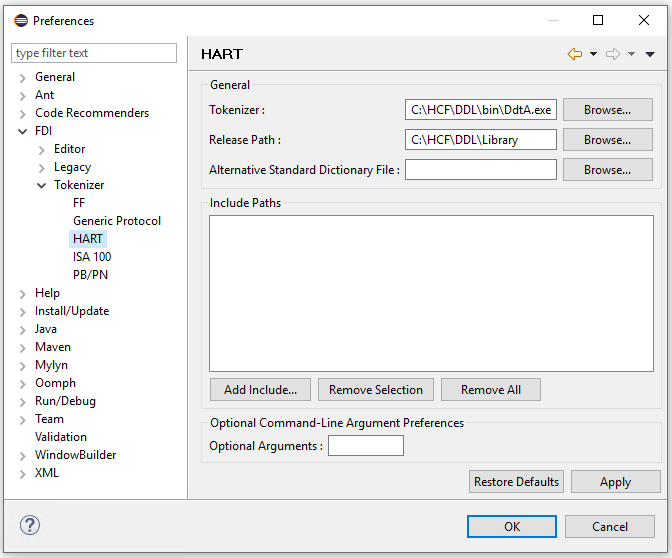 Preferences
type filter text
General
Ant
Code Recommenders
FDI
Editor
Legacy
Tokenizer
FF
Generic Protocol
HART
ISA 100
PB/PN
Help
Install/Update
Java
Maven
Mylyn
Oomph
Run/Debug
Team
Validation
WindowBuilder
XML
HART
General
Tokenizer : C:\HCF\DDL\bin\DdtA.exe Browse...
Release Path : C:\HCF\DDL\Library Browse...
Alternative Standard Dictionary File : Browse...
Include Paths
Add Include... Remove Selection Remove All
Optional Command-Line Argument Preferences
Optional Arguments :
Restore Defaults Apply
? OK Cancel